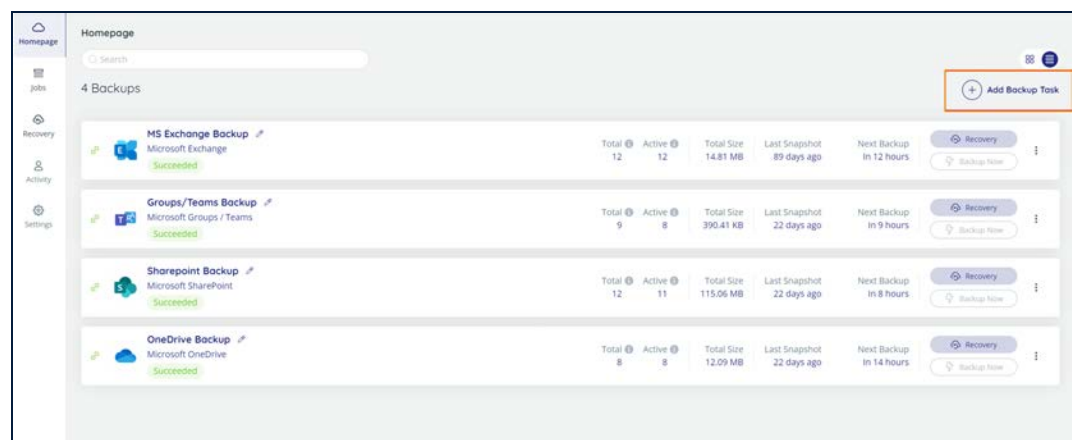 Homepage
Homepage
Search
Jobs
4 Backups
Add Backup Task
Recovery
MS Exchange Backup
Microsoft Exchange
Succeeded
Total Active Total Size Last Snapshot Next Backup
12 12 14.81 MB 89 days ago In 12 hours
Recovery
Backup Now
Activity
Settings
Groups/Teams Backup
Microsoft Groups / Teams
Succeeded
Total Active Total Size Last Snapshot Next Backup
9 8 390.41 KB 22 days ago In 9 hours
Recovery
Backup Now
Sharepoint Backup
Microsoft SharePoint
Succeeded
Total Active Total Size Last Snapshot Next Backup
12 11 115.06 MB 22 days ago In 8 hours
Recovery
Backup Now
OneDrive Backup
Microsoft OneDrive
Succeeded
Total Active Total Size Last Snapshot Next Backup
8 8 12.09 MB 22 days ago In 14 hours
Recovery
Backup Now